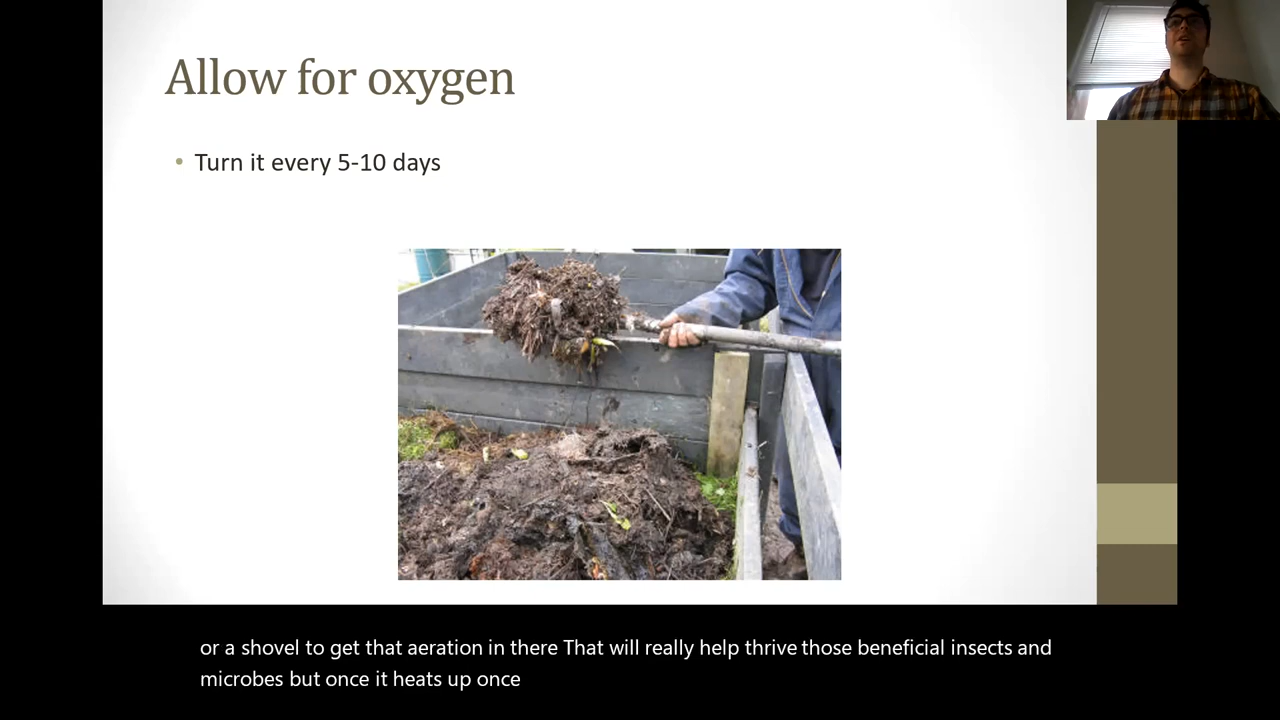 Allow for oxygen
• Turn it every 5-10 days
or a shovel to get that aeration in there That will really help thrive those beneficial insects and
microbes but once it heats up once